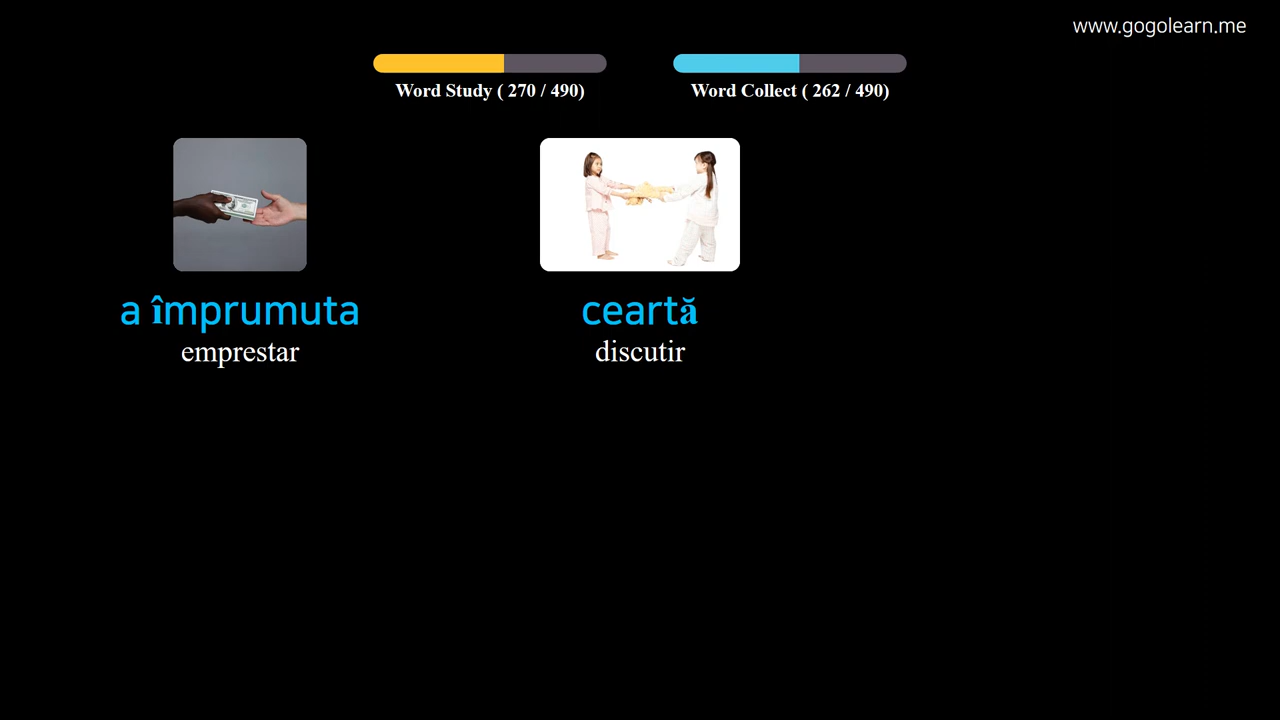 www.gogolearn.me
Word Study ( 270 / 490)
Word Collect ( 262 / 490)
a împrumuta
emprestar
ceartă
discutir